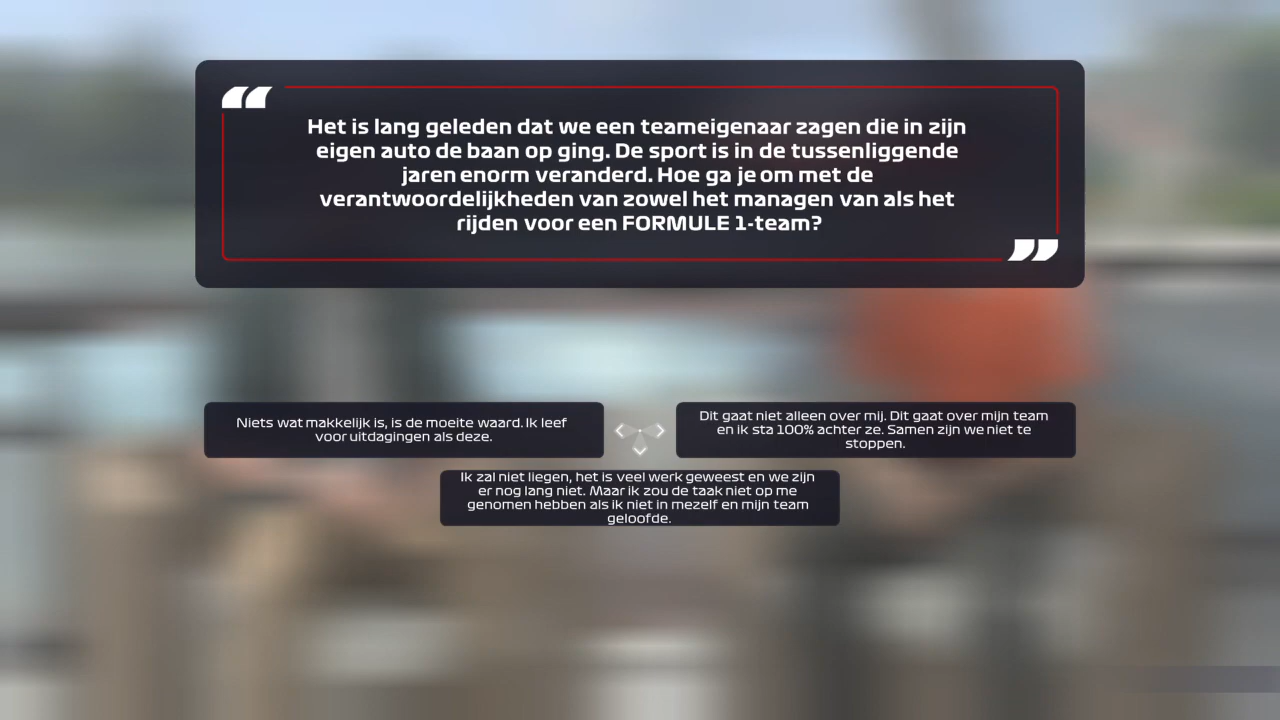 Het is lang geleden dat we een teameigenaar zagen die in zijn
eigen auto de baan op ging. De sport is in de tussenliggende
jaren enorm veranderd. Hoe ga je om met de
verantwoordelijkheden van zowel het managen van als het
rijden voor een FORMULE 1-team?
Niets wat makkelijk is, is de moeite waard. Ik leef
voor uitdagingen als deze.
Dit gaat niet alleen over mij. Dit gaat over mijn team
en ik sta 100% achter ze. Samen zijn we niet te
stoppen.
Ik zal niet liegen, het is veel werk geweest en we zijn
er nog lang niet. Maar ik zou de taak niet op me
genomen hebben als ik niet in mezelf en mijn team
geloofde.